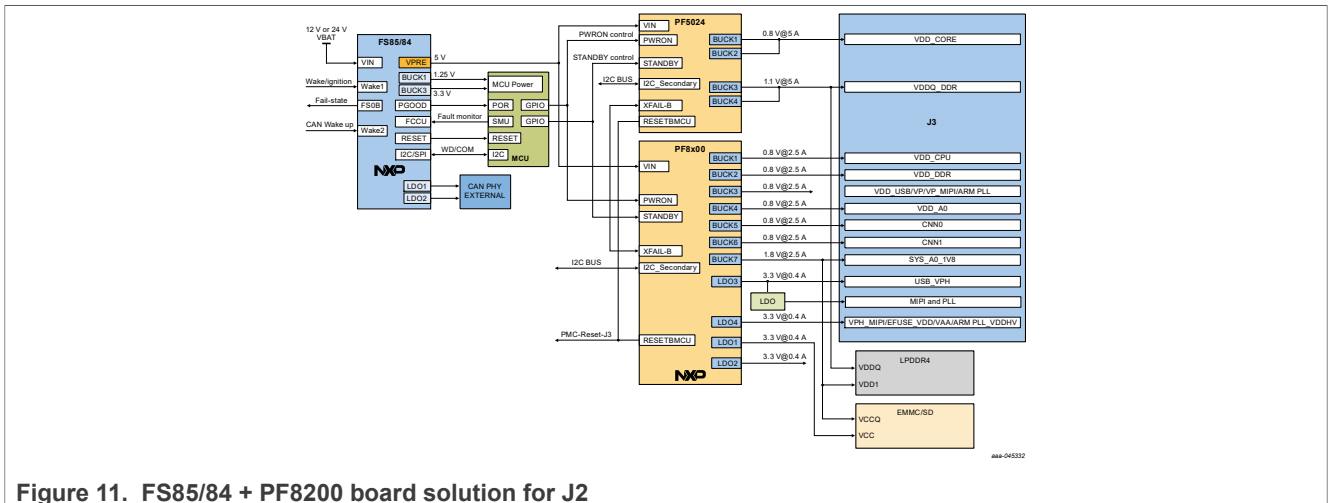 12 V or 24 V
VBAT
FS85/84
VIN
VPRE
5 V
BUCK1
1.25 V
BUCK3
3.3 V
Wake/ignition
Wake1
Fail-state
FS0B
PGOOD
FCCU
Fault monitor
CAN Wake up
Wake2
RESET
I2C/SPI
WD/COM
NXP
LDO1
LDO2
CAN PHY
EXTERNAL
MCU Power
POR
GPIO
SMU
GPIO
RESET
I2C
MCU
PWRON control
STANDBY control
I2C BUS
PF5024
VIN
PWRON
STANDBY
I2C_Secondary
XFAIL-B
RESETBMCU
BUCK1
0.8 V@5 A
BUCK2
BUCK3
1.1 V@5 A
BUCK4
PF8x00
VIN
PWRON
STANDBY
XFAIL-B
I2C BUS
I2C_Secondary
PMC-Reset-J3
RESETBMCU
NXP
BUCK1
0.8 V@2.5 A
BUCK2
0.8 V@2.5 A
BUCK3
0.8 V@2.5 A
BUCK4
0.8 V@2.5 A
BUCK5
0.8 V@2.5 A
BUCK6
0.8 V@2.5 A
BUCK7
1.8 V@2.5 A
LDO3
3.3 V@0.4 A
LDO
LDO4
3.3 V@0.4 A
LDO1
3.3 V@0.4 A
LDO2
3.3 V@0.4 A
VDD_CORE
VDDQ_DDR
J3
VDD_CPU
VDD_DDR
VDD_USB/VP/VP_MIPI/ARM PLL
VDD_A0
CNN0
CNN1
SYS_A0_1V8
USB_VPH
MIPI and PLL
VPH_MIPI/EFUSE_VDD/VAA/ARM PLL_VDDHV
LPDDR4
VDDQ
VDD1
EMMC/SD
VCCQ
VCC
aaa-045332
Figure 11. FS85/84 + PF8200 board solution for J2